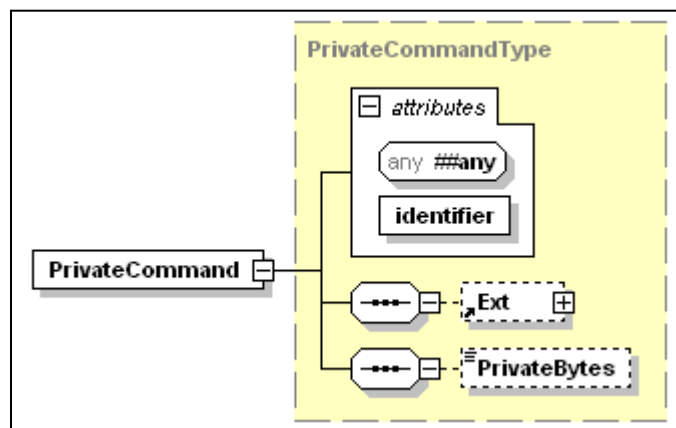 PrivateCommandType
attributes
any ##any
identifier
PrivateCommand
Ext
PrivateBytes